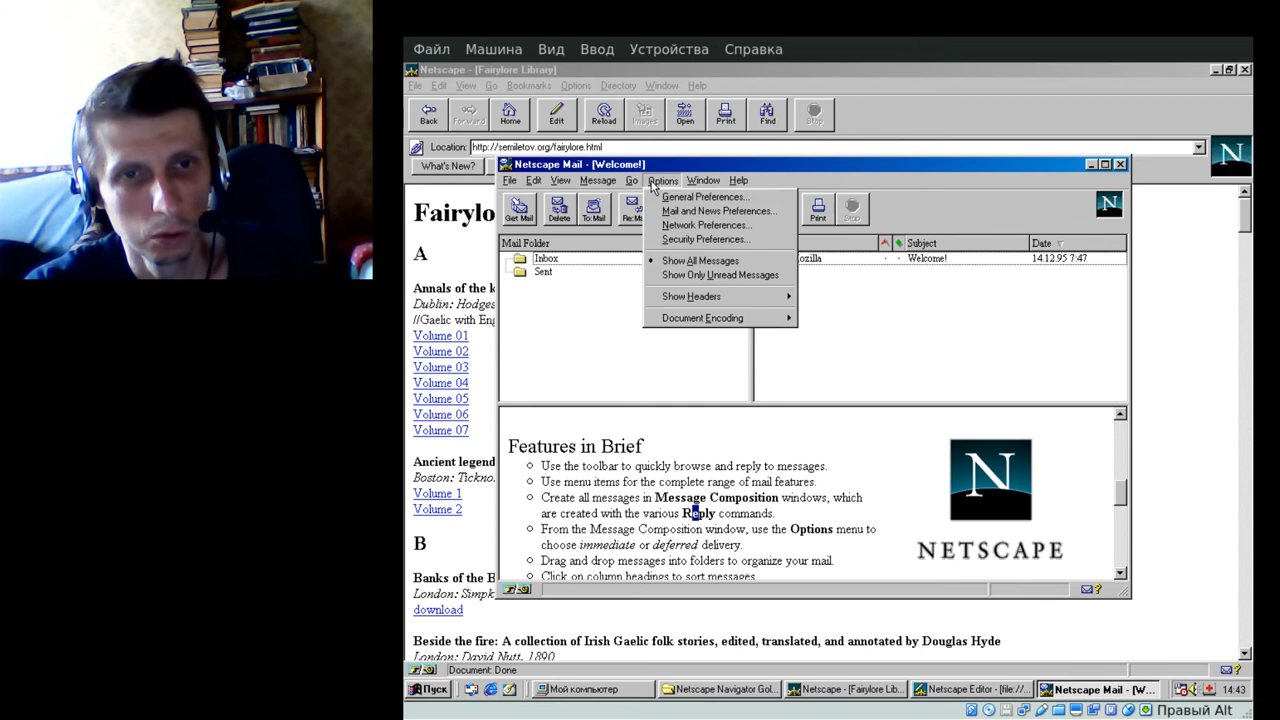 Файл Машина Вид Ввод Устройства Справка
Netscape - [Fairylore Library]
File Edit View Go Bookmarks Options Directory Window Help
Back Forward Home Edit Reload Images Open Print Find Stop
Location: http://semiletov.org/fairylore.html
N
What's New?
Netscape Mail - [Welcome!]
File Edit View Message Go Options Window Help
Get Mail Delete To: Mail Print Stop
N
General Preferences...
Mail and News Preferences...
Network Preferences...
Security Preferences...
Show All Messages
Show Only Unread Messages
Show Headers
Document Encoding
Mail Folder Subject Date
Inbox ozilla Welcome! 14.12.95 7:47
Sent
Features in Brief
Use the toolbar to quickly browse and reply to messages.
Use menu items for the complete range of mail features.
Create all messages in Message Composition windows, which
are created with the various Reply commands.
From the Message Composition window, use the Options menu to
choose immediate or deferred delivery.
Drag and drop messages into folders to organize your mail.
Click on column headings to sort messages
N
NETSCAPE
Fairylo
A
Annals of the k
Dublin: Hodges
//Gaelic with Eng
Volume 01
Volume 02
Volume 03
Volume 04
Volume 05
Volume 06
Volume 07
Ancient legend
Boston: Tickno
Volume 1
Volume 2
B
Banks of the B
London: Simpk
download
Beside the fire: A collection of Irish Gaelic folk stories, edited, translated, and annotated by Douglas Hyde
London: David Nutt, 1890
Document: Done
Пуск Мой компьютер Netscape Navigator Gol... Netscape - [Fairylore Lib... Netscape Editor - [file://... Netscape Mail - [W... 14:43
Правый Alt